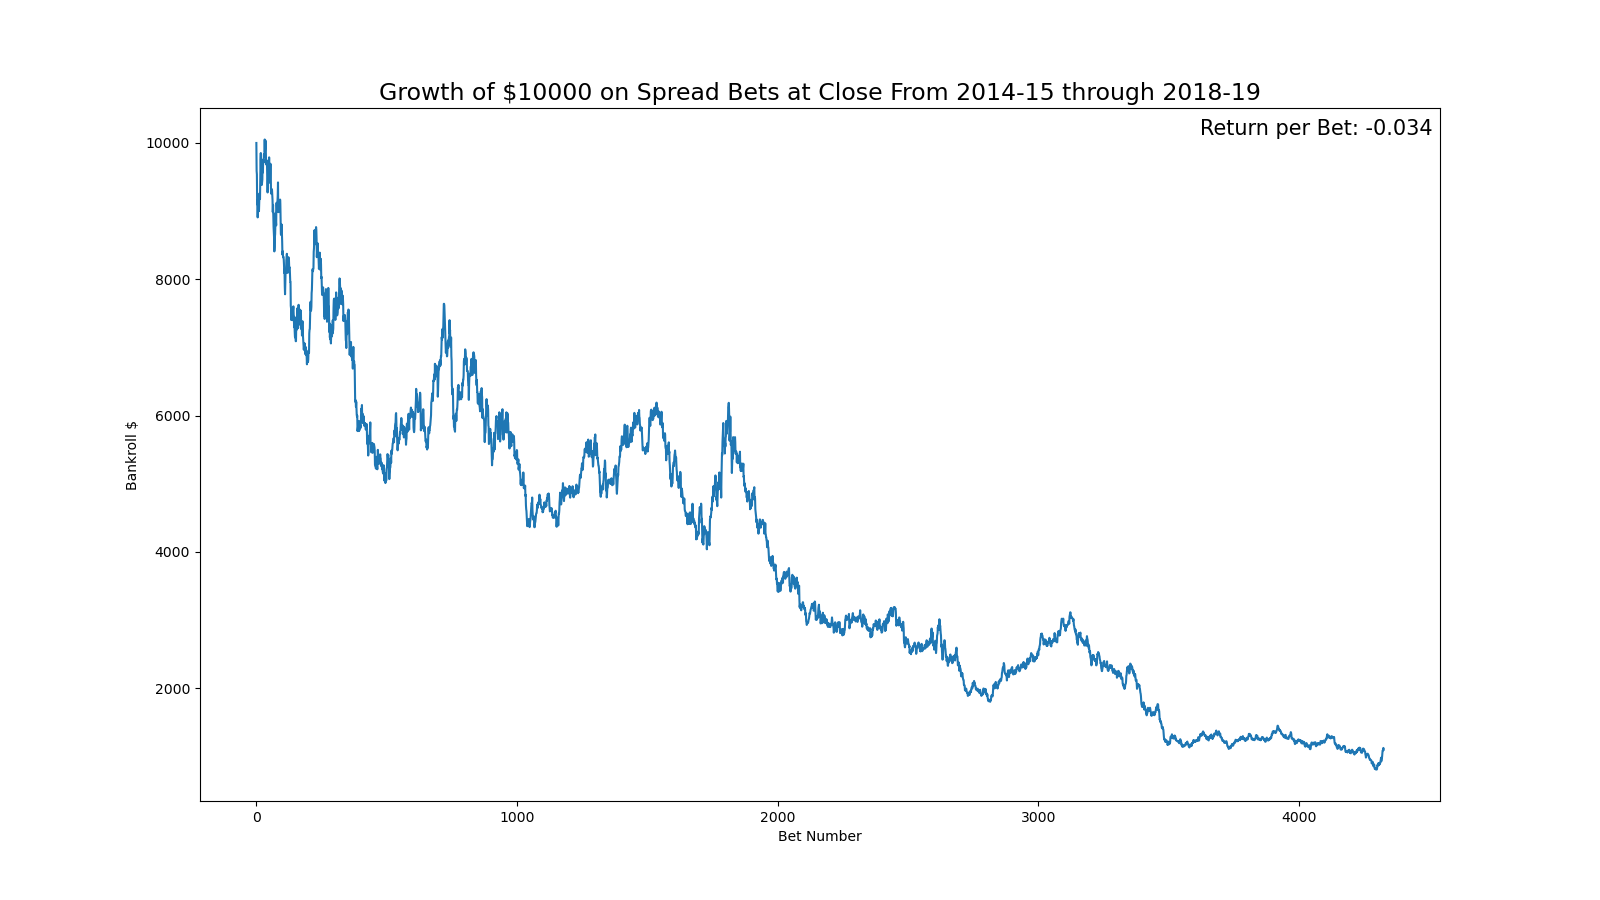 Growth of $10000 on Spread Bets at Close From 2014-15 through 2018-19
Return per Bet: -0.034
10000
8000
6000
4000
2000
Bankroll $
0 1000 2000 3000 4000
Bet Number